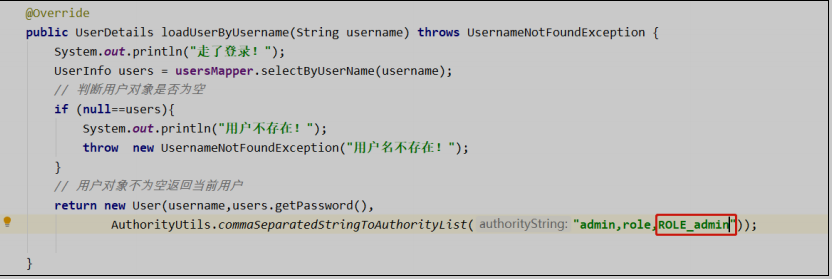 @Override
public UserDetails loadUserByUsername(String username) throws UsernameNotFoundException {
System.out.println("走了登录！");
UserInfo users = usersMapper.selectByUserName(username);
// 判断用户对象是否为空
if (null==users){
System.out.println("用户不存在！");
throw  new UsernameNotFoundException("用户名不存在！");
}
// 用户对象不为空返回当前用户
return new User(username,users.getPassword(),
AuthorityUtils.commaSeparatedStringToAuthorityList( authorityString: "admin,role,ROLE_admin"));
}